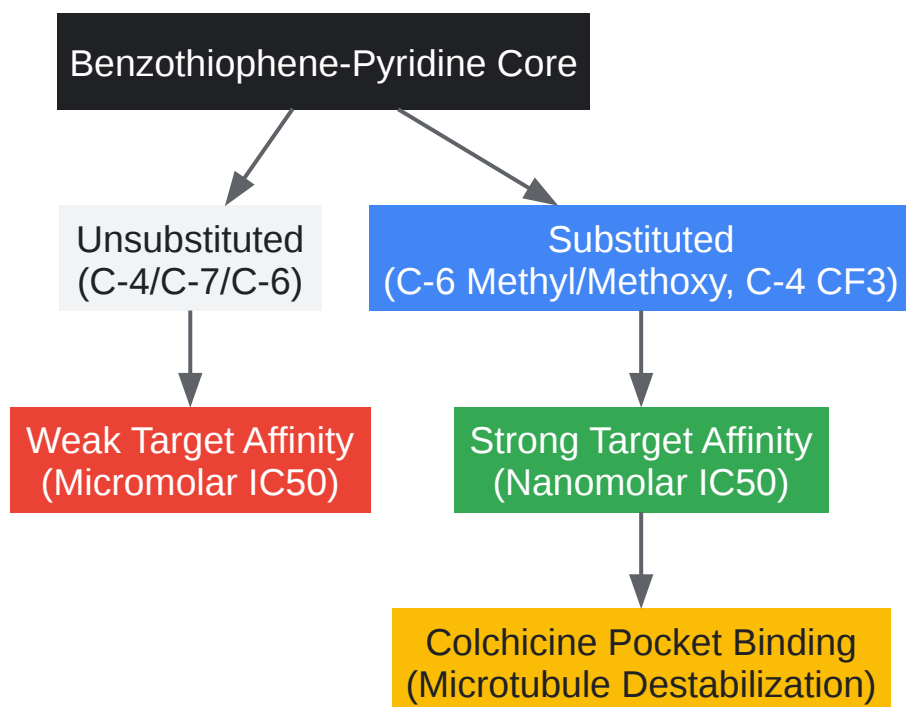 Benzothiophene-Pyridine Core
Unsubstituted
(C-4/C-7/C-6)
Substituted
(C-6 Methyl/Methoxy, C-4 CF3)
Weak Target Affinity
(Micromolar IC50)
Strong Target Affinity
(Nanomolar IC50)
Colchicine Pocket Binding
(Microtubule Destabilization)